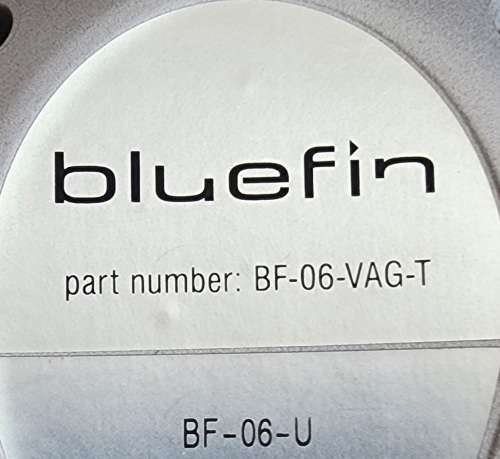 bluefin
part number: BF-06-VAG-T
BF-06-U